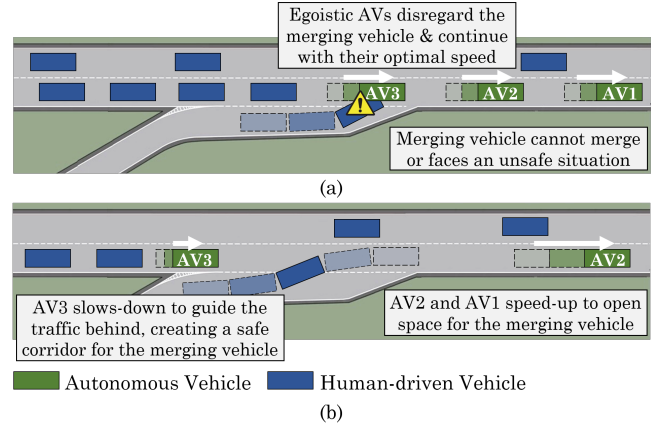 Egoistic AVs disregard the
merging vehicle & continue
with their optimal speed
AV3
AV2
AV1
Merging vehicle cannot merge
or faces an unsafe situation
(a)
AV3
AV2
AV3 slows-down to guide the
traffic behind, creating a safe
corridor for the merging vehicle
AV2 and AV1 speed-up to open
space for the merging vehicle
Autonomous Vehicle
Human-driven Vehicle
(b)